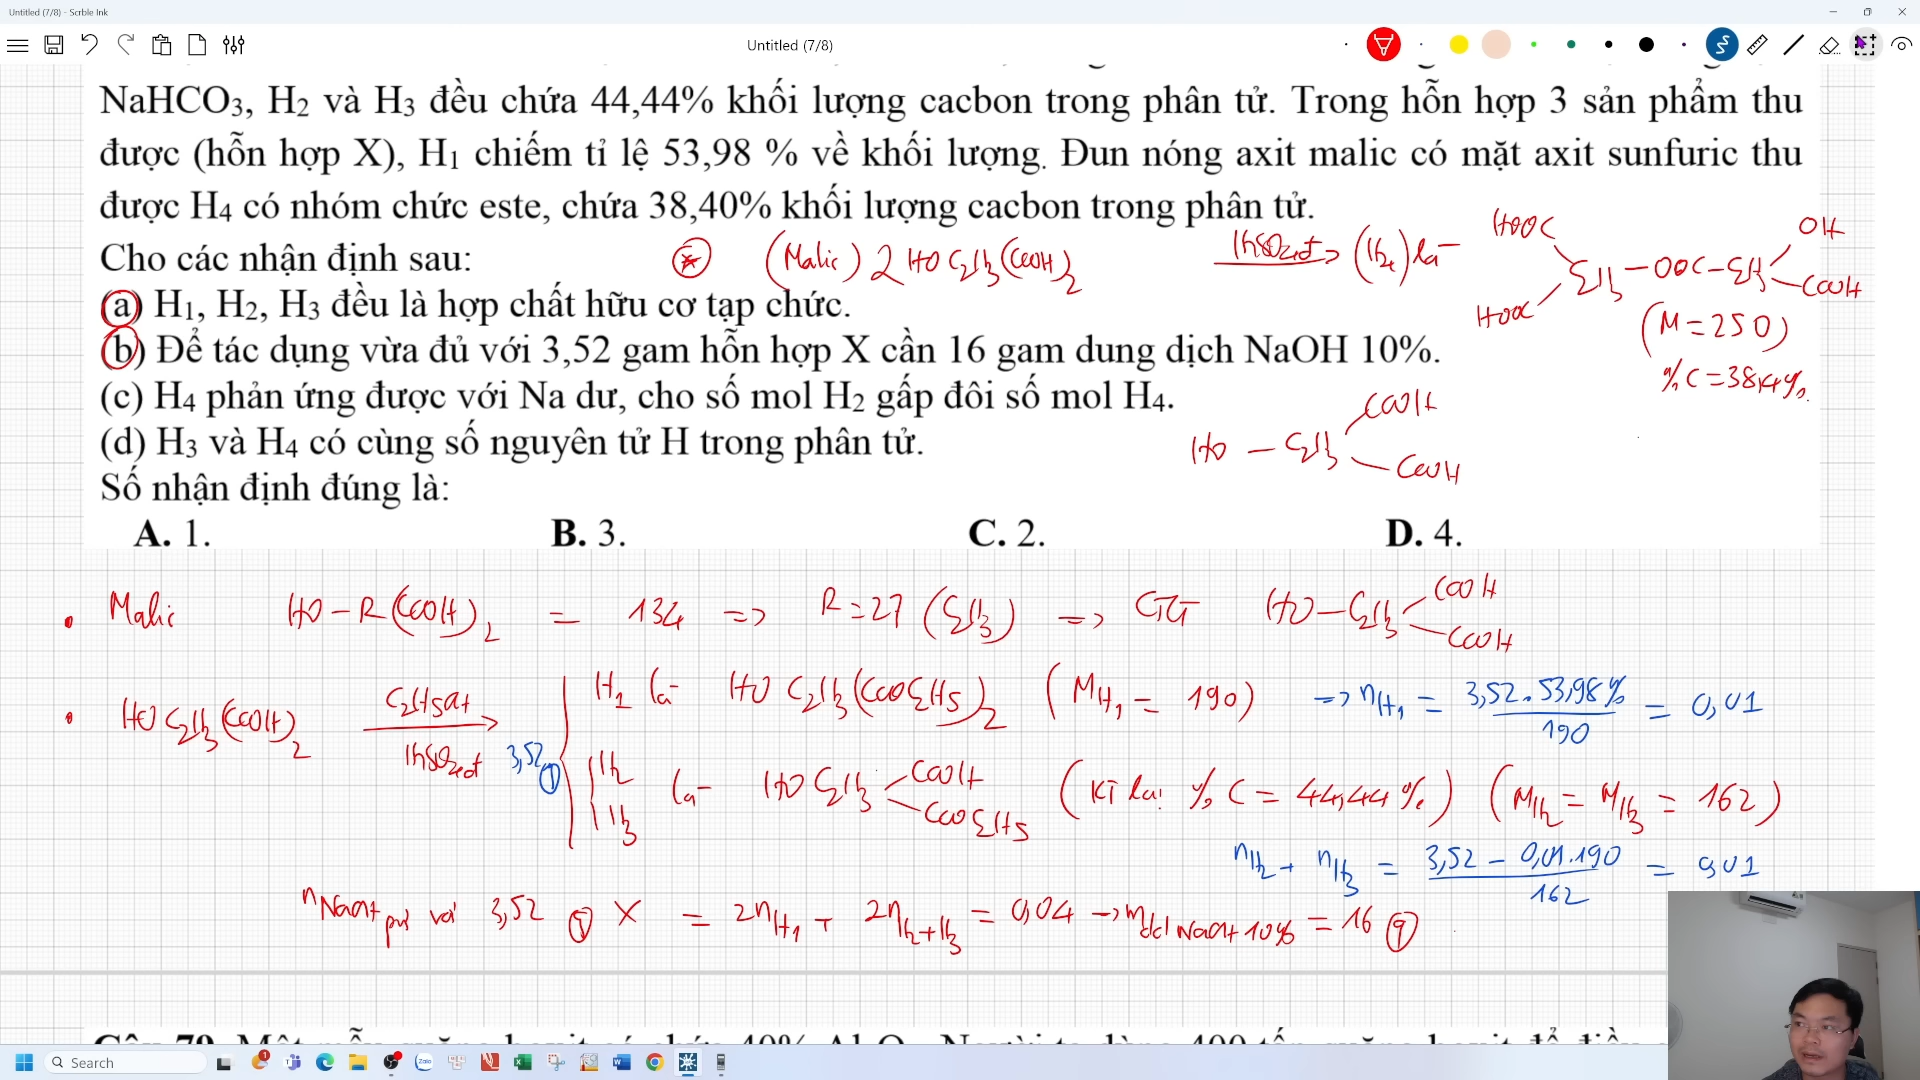 Untitled (7/8) - Scrble Ink
Untitled (7/8)
NaHCO₃, H₂ và H₃ đều chứa 44,44% khối lượng cacbon trong phân tử. Trong hỗn hợp 3 sản phẩm thu
được (hỗn hợp X), H₁ chiếm tỉ lệ 53,98 % về khối lượng. Đun nóng axit malic có mặt axit sunfuric thu
được H₄ có nhóm chức este, chứa 38,40% khối lượng cacbon trong phân tử.
Cho các nhận định sau:
(Malic) 2 HO C₂H₃(COOH)₂ H₂SO₄đ (H₄) là
HOOC
HOOC
C₂H₃ - OOC - C₂H₃
OH
COOH
(M = 250)
%C = 38,4%
(a) H₁, H₂, H₃ đều là hợp chất hữu cơ tạp chức.
(b) Để tác dụng vừa đủ với 3,52 gam hỗn hợp X cần 16 gam dung dịch NaOH 10%.
(c) H₄ phản ứng được với Na dư, cho số mol H₂ gấp đôi số mol H₄.
(d) H₃ và H₄ có cùng số nguyên tử H trong phân tử.
HO - C₂H₃
COOH
COOH
Số nhận định đúng là:
A. 1. B. 3. C. 2. D. 4.
Malic HO - R(COOH)₂ = 134 => R = 27 (C₂H₃) => CTCT HO - C₂H₃
COOH
COOH
HO C₂H₃(COOH)₂ C₂H₅OH H₂SO₄đ 3,52 g
H₁ là HO C₂H₃(COOC₂H₅)₂ (M_H₁ = 190) => n_H₁ = 3,52.53,98% / 190 = 0,01
H₂
H₃
là HO C₂H₃
COOH
COOC₂H₅
(Kt lại %C = 44,44%) (M_H₂ = M_H₃ = 162)
n_H₂ + n_H₃ = 3,52 - 0,01.190 / 162 = 0,01
n NaOH pư với 3,52 g X = 2n_H₁ + 2n_H₂+H₃ = 0,04 → m dd NaOH 10% = 16 g
Search